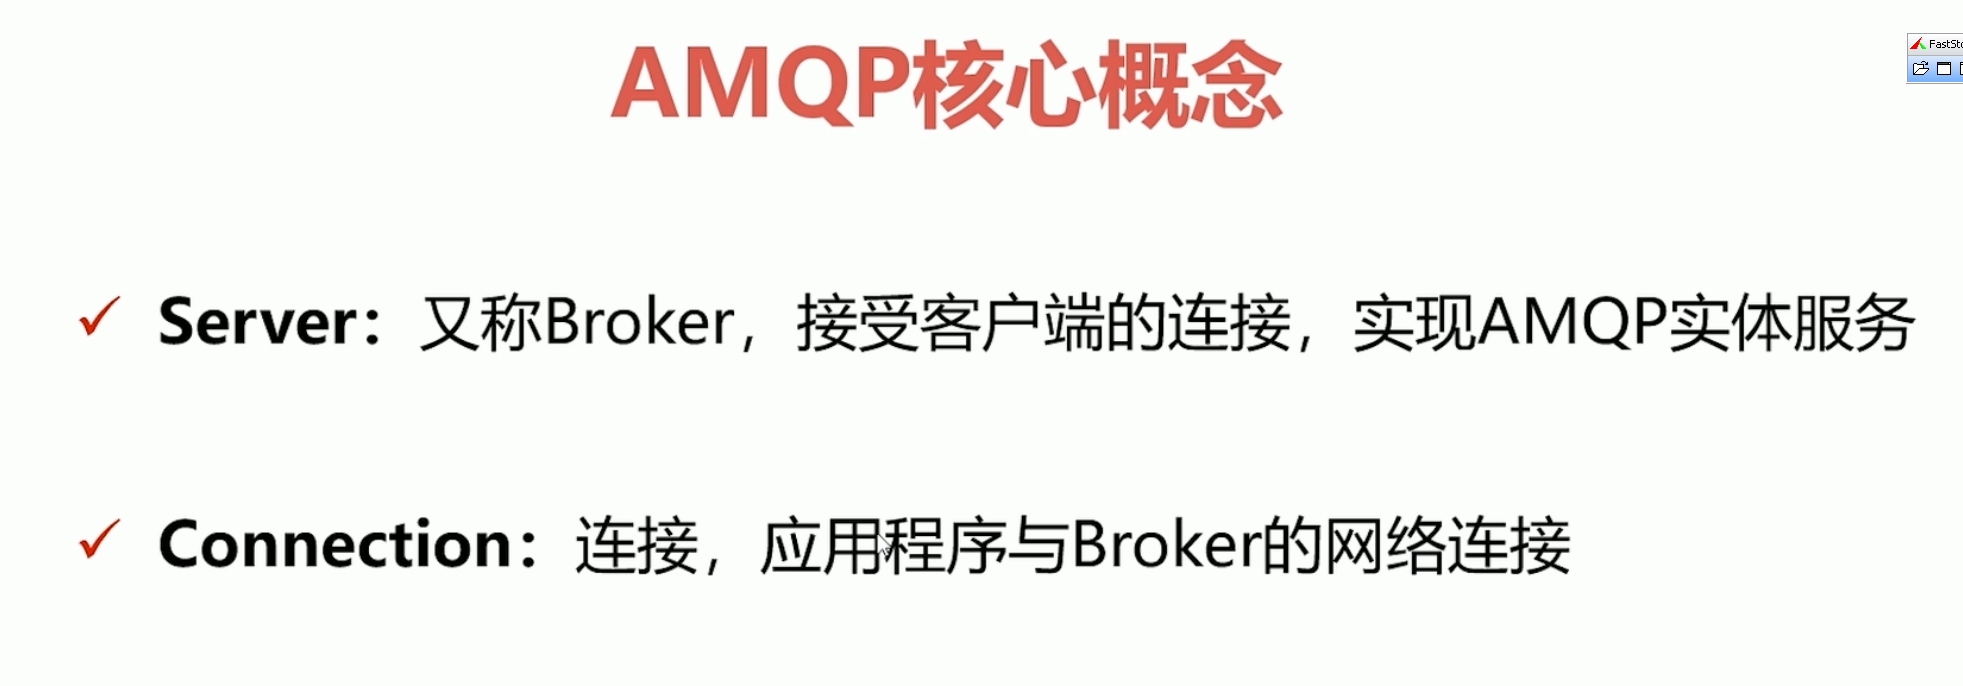 AMQP核心概念
FastSto
Server：又称Broker，接受客户端的连接，实现AMQP实体服务
Connection：连接，应用程序与Broker的网络连接